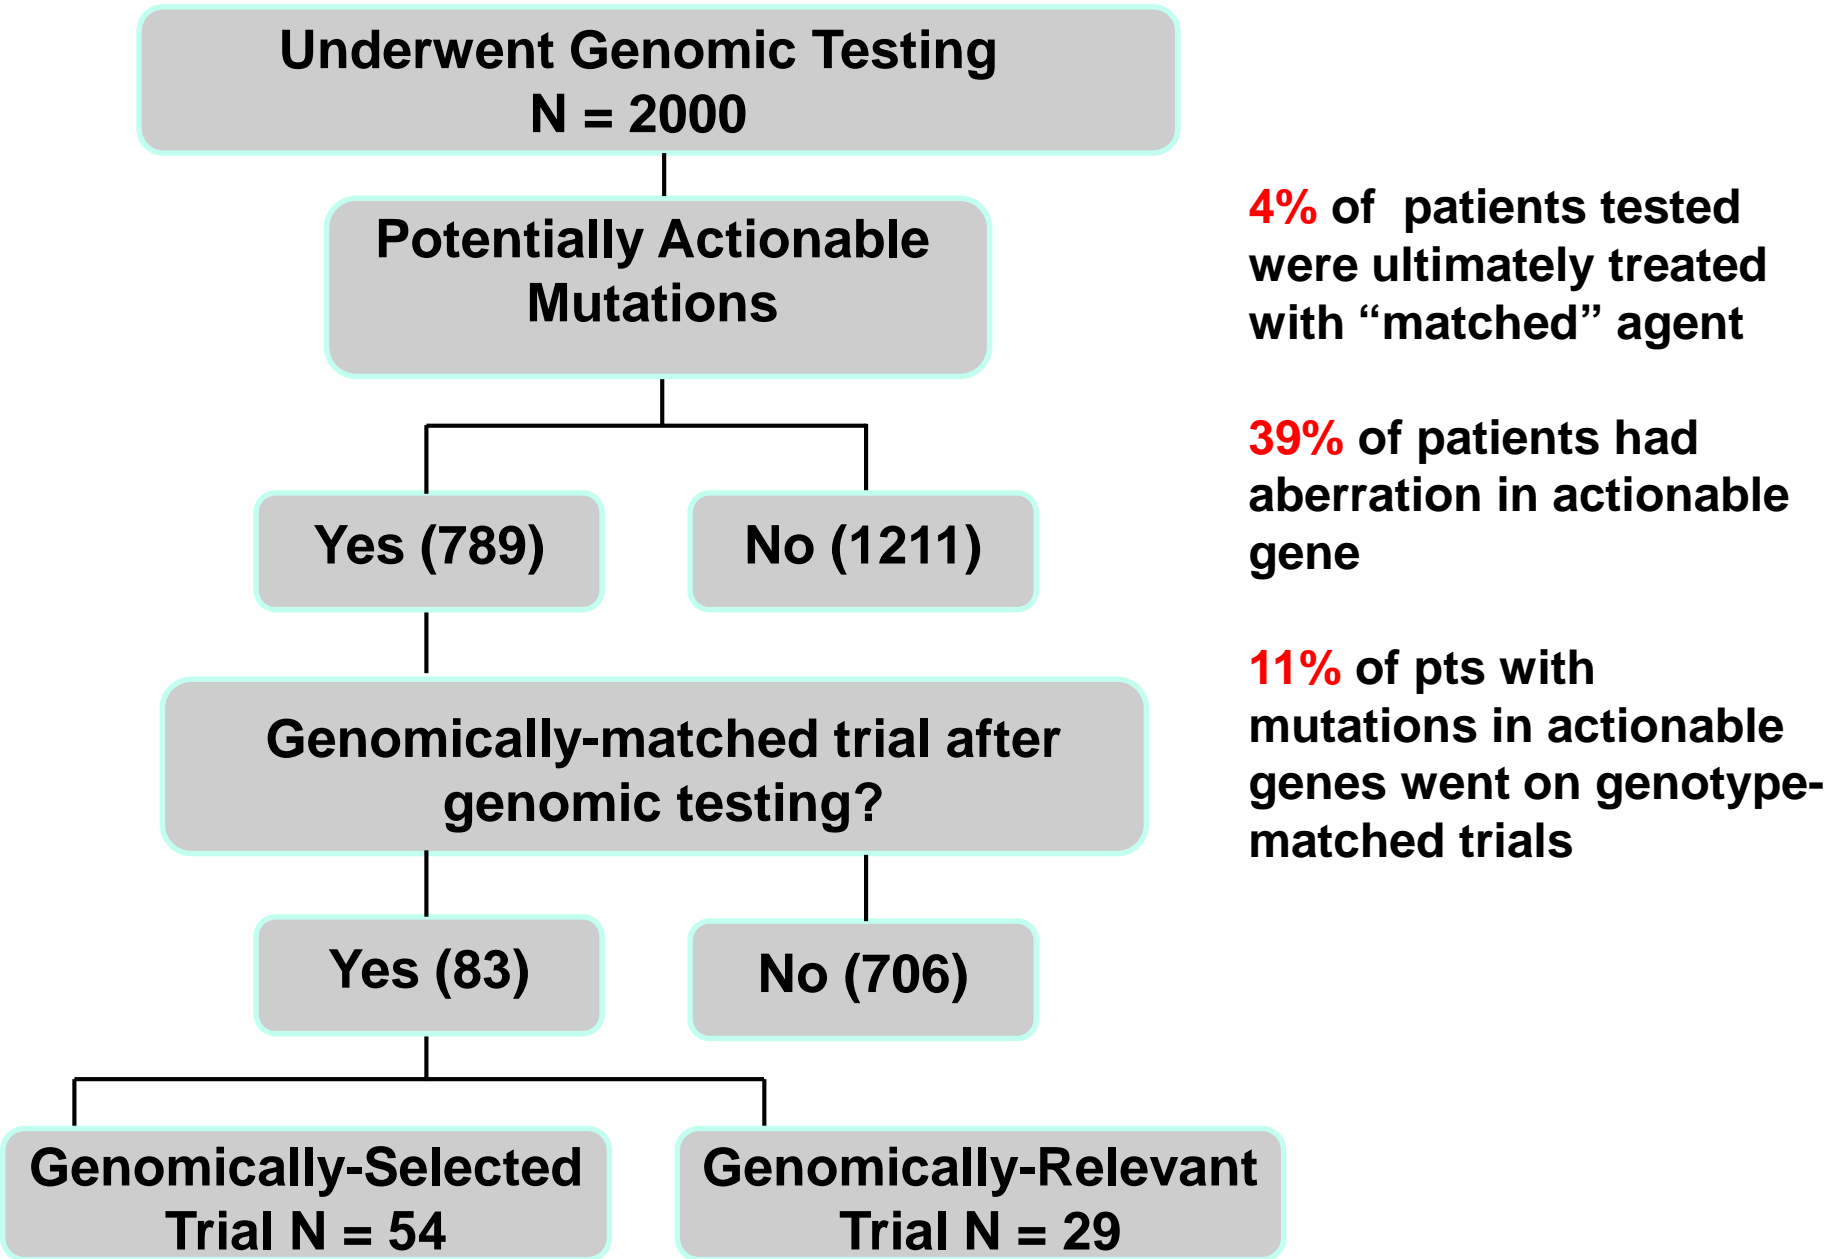 Underwent Genomic Testing
N = 2000
Potentially Actionable
Mutations
Yes (789)
No (1211)
Genomically-matched trial after
genomic testing?
Yes (83)
No (706)
Genomically-Selected
Trial N = 54
Genomically-Relevant
Trial N = 29
4% of patients tested
were ultimately treated
with “matched” agent
39% of patients had
aberration in actionable
gene
11% of pts with
mutations in actionable
genes went on genotype-
matched trials